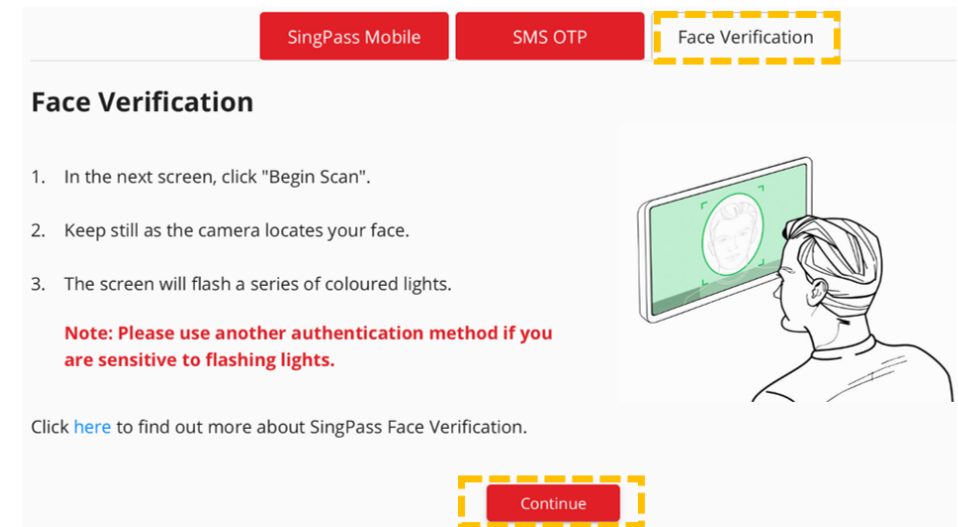 SingPass Mobile
SMS OTP
Face Verification
Face Verification
1. In the next screen, click "Begin Scan".
2. Keep still as the camera locates your face.
3. The screen will flash a series of coloured lights.
Note: Please use another authentication method if you
are sensitive to flashing lights.
Click here to find out more about SingPass Face Verification.
Continue